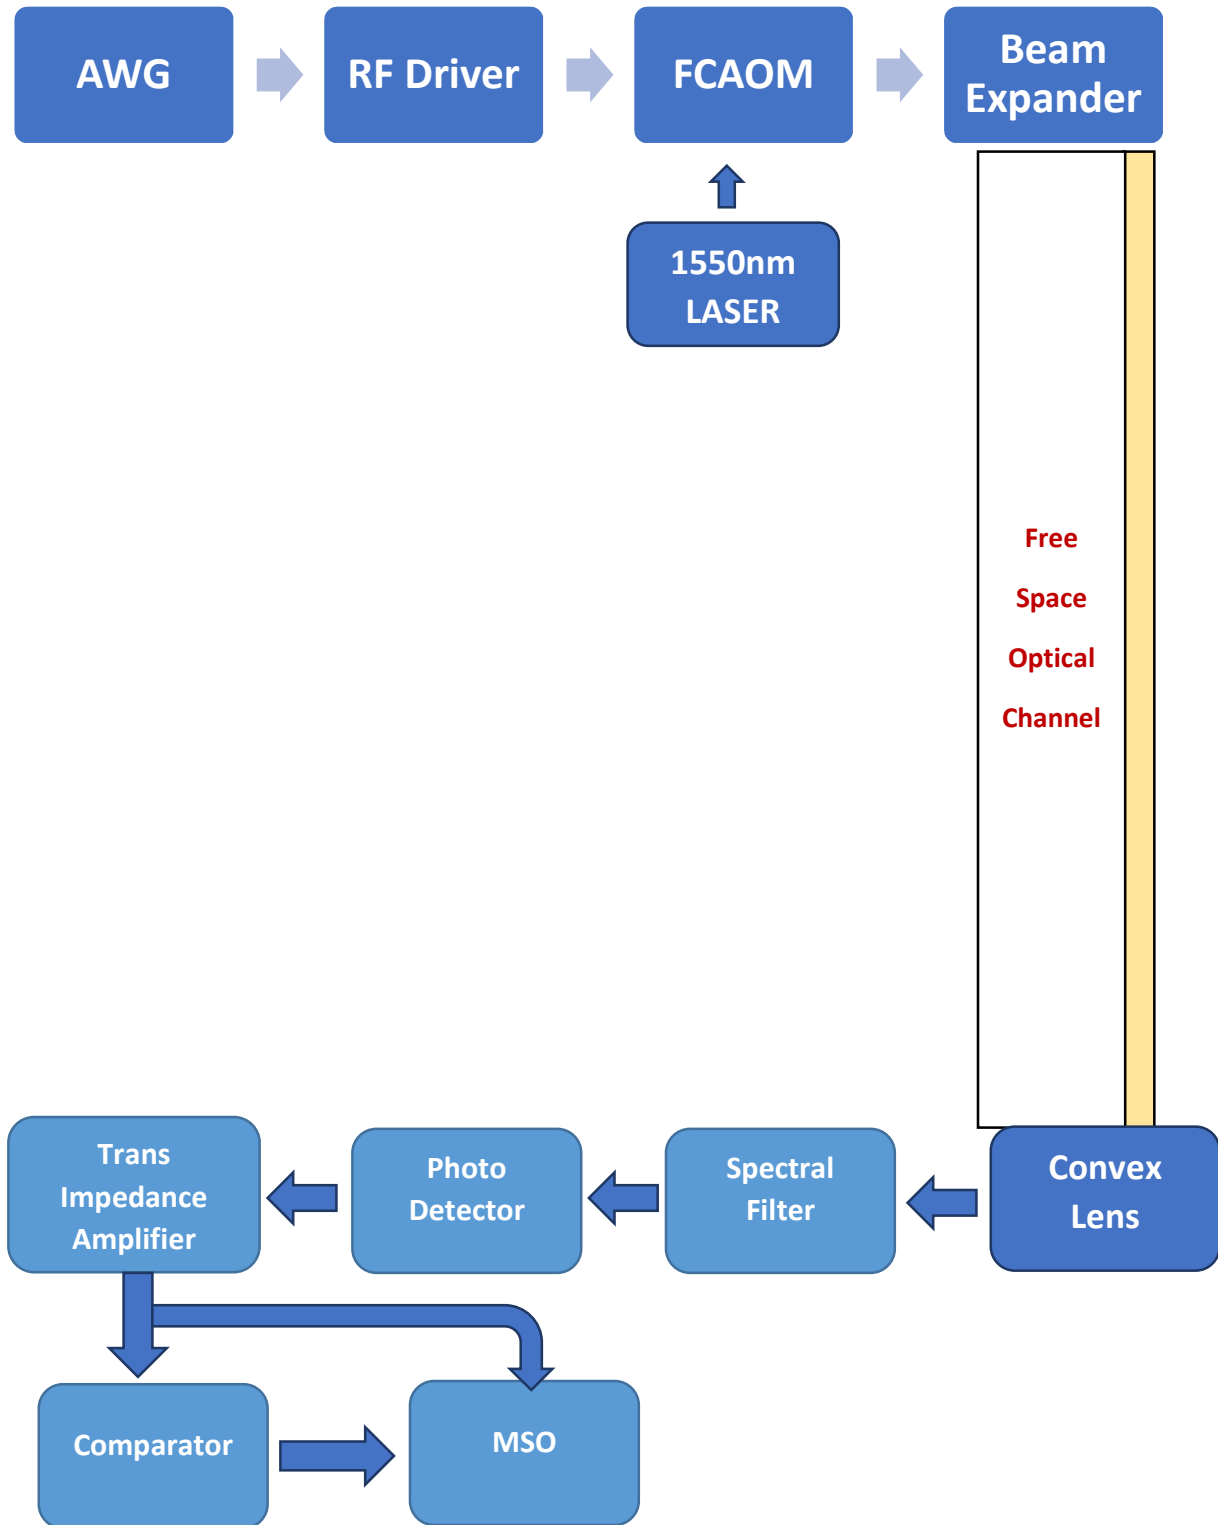 AWG
RF Driver
FCAOM
Beam
Expander
1550nm
LASER
Free
Space
Optical
Channel
Trans
Impedance
Amplifier
Photo
Detector
Spectral
Filter
Convex
Lens
Comparator
MSO